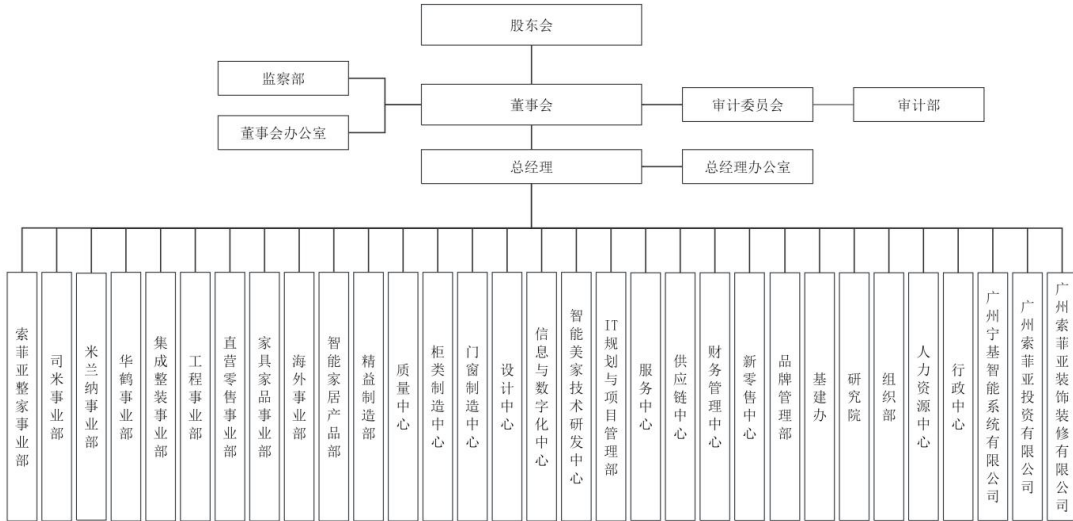 股东会
监察部
董事会
审计委员会
审计部
董事会办公室
总经理
总经理办公室
索菲亚整家事业部
司米事业部
米兰纳事业部
华鹤事业部
集成整装事业部
工程事业部
直营零售事业部
家具家品事业部
海外事业部
智能家居产品部
精益制造部
质量中心
柜类制造中心
门窗制造中心
设计中心
信息与数字化中心
智能美家技术研发中心
IT规划与项目管理部
服务中心
供应链中心
财务管理中心
新零售中心
品牌管理部
基建办
研究院
组织部
人力资源中心
行政中心
广州宁基智能系统有限公司
广州索菲亚投资有限公司
广州索菲亚装饰装修有限公司